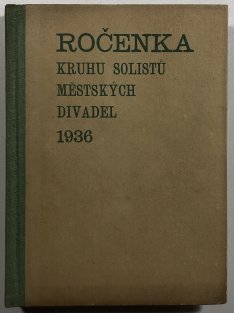 ROČENKA
KRUHU SOLISTŮ
MĚSTSKÝCH
DIVADEL
1936